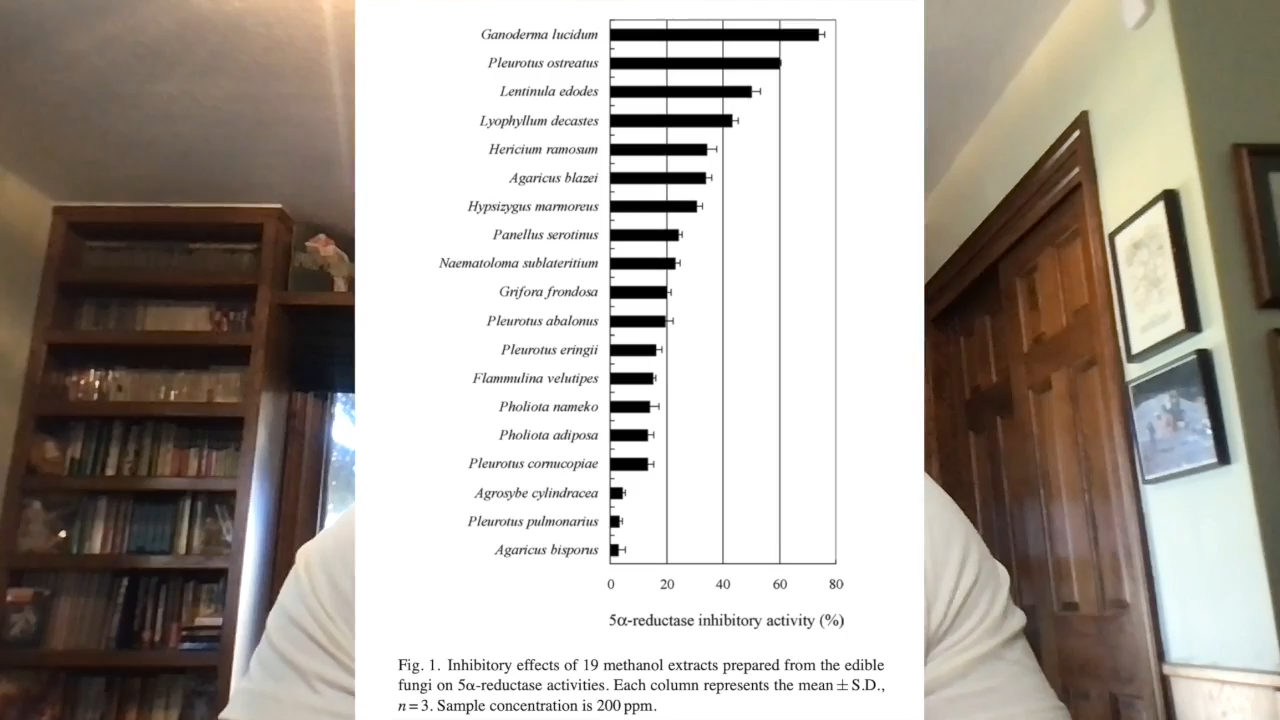 Ganoderma lucidum
Pleurotus ostreatus
Lentinula edodes
Lyophyllum decastes
Hericium ramosum
Agaricus blazei
Hypsizygus marmoreus
Panellus serotinus
Naematoloma sublateritium
Grifora frondosa
Pleurotus abalonus
Pleurotus eringii
Flammulina velutipes
Pholiota nameko
Pholiota adiposa
Pleurotus cornucopiae
Agrosybe cylindracea
Pleurotus pulmonarius
Agaricus bisporus
0 20 40 60 80
5α-reductase inhibitory activity (%)
Fig. 1. Inhibitory effects of 19 methanol extracts prepared from the edible
fungi on 5α-reductase activities. Each column represents the mean ± S.D.,
n = 3. Sample concentration is 200 ppm.